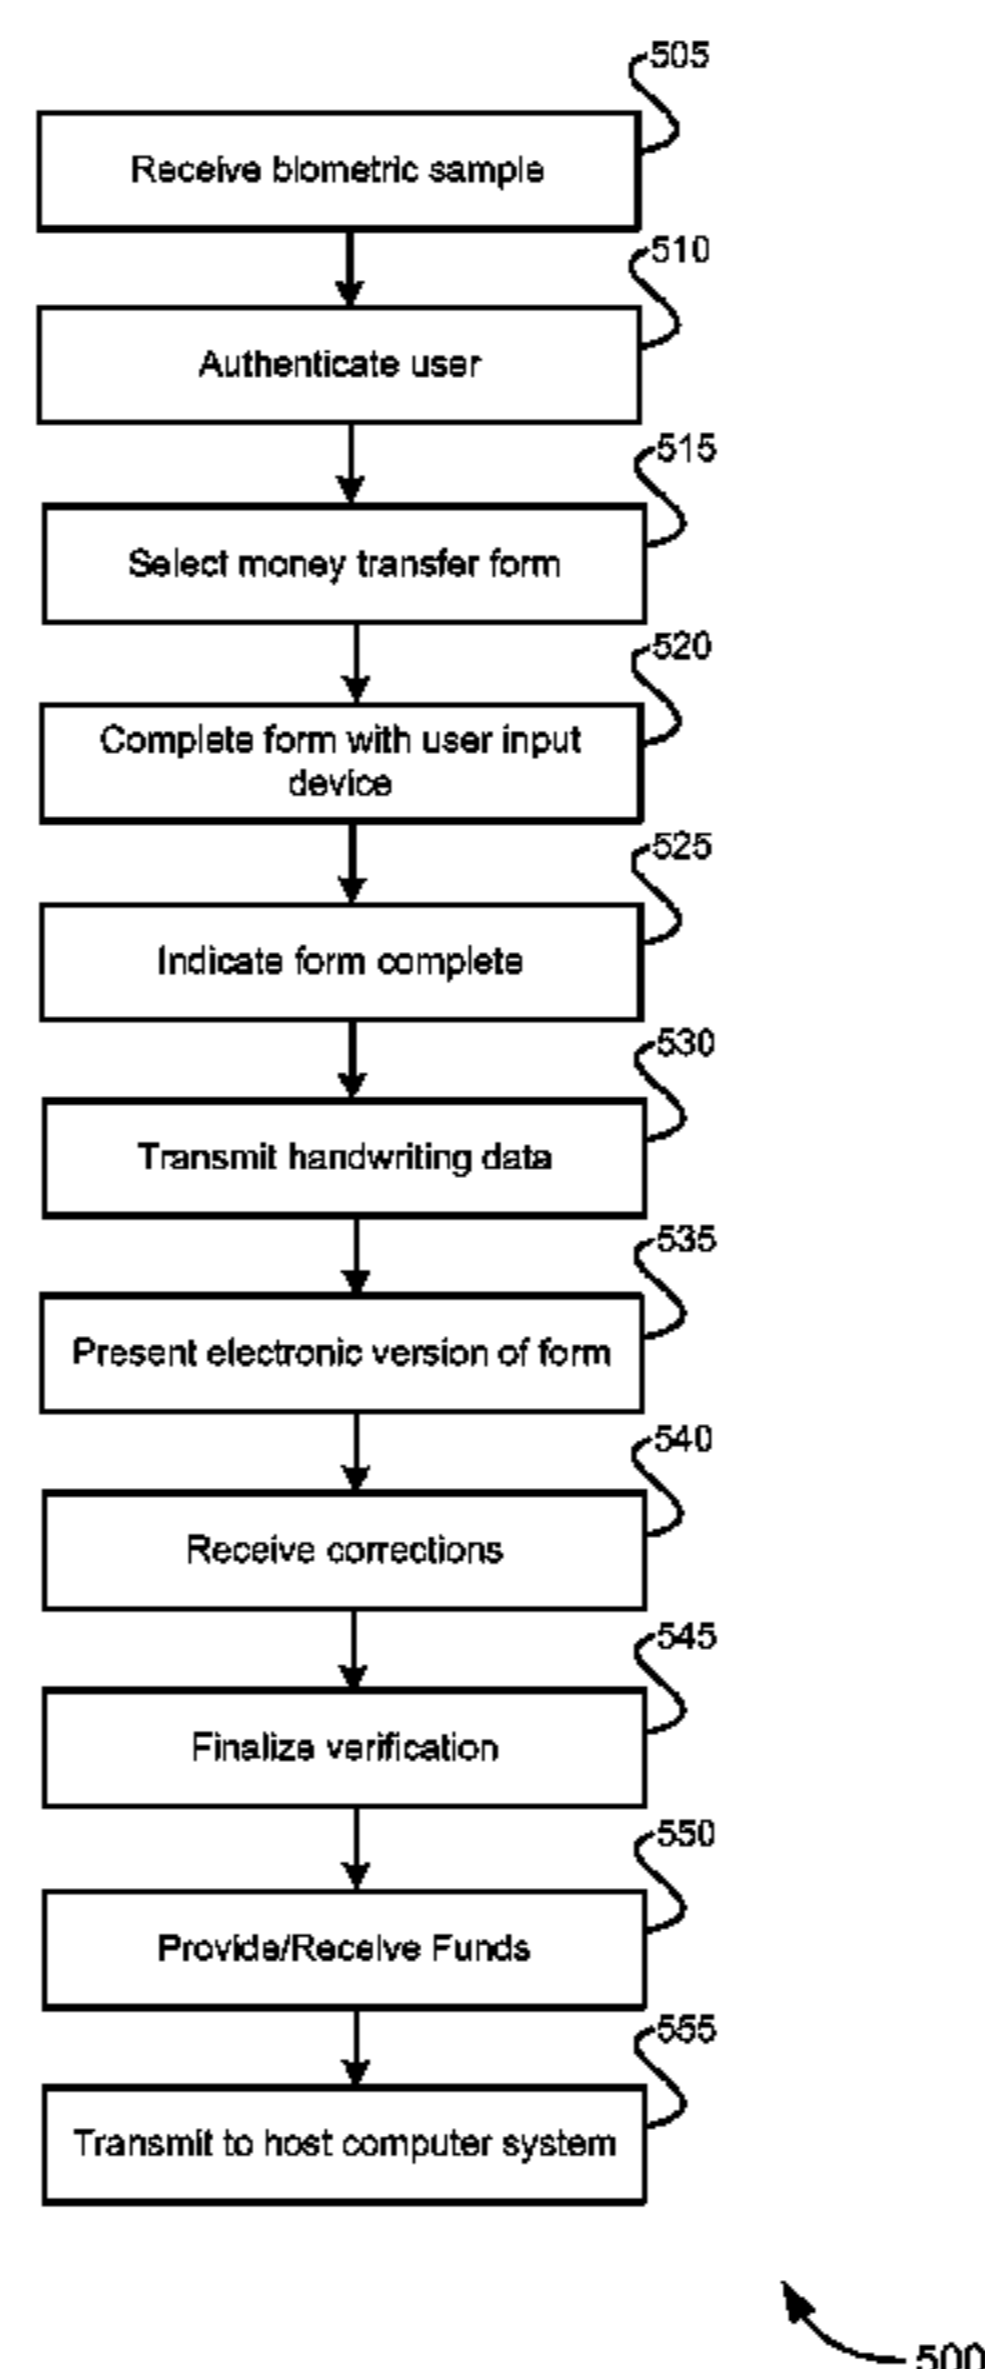 505
Receive biometric sample
510
Authenticate user
515
Select money transfer form
520
Complete form with user input
device
525
Indicate form complete
530
Transmit handwriting data
535
Present electronic version of form
540
Receive corrections
545
Finalize verification
550
Provide/Receive Funds
555
Transmit to host computer system
500